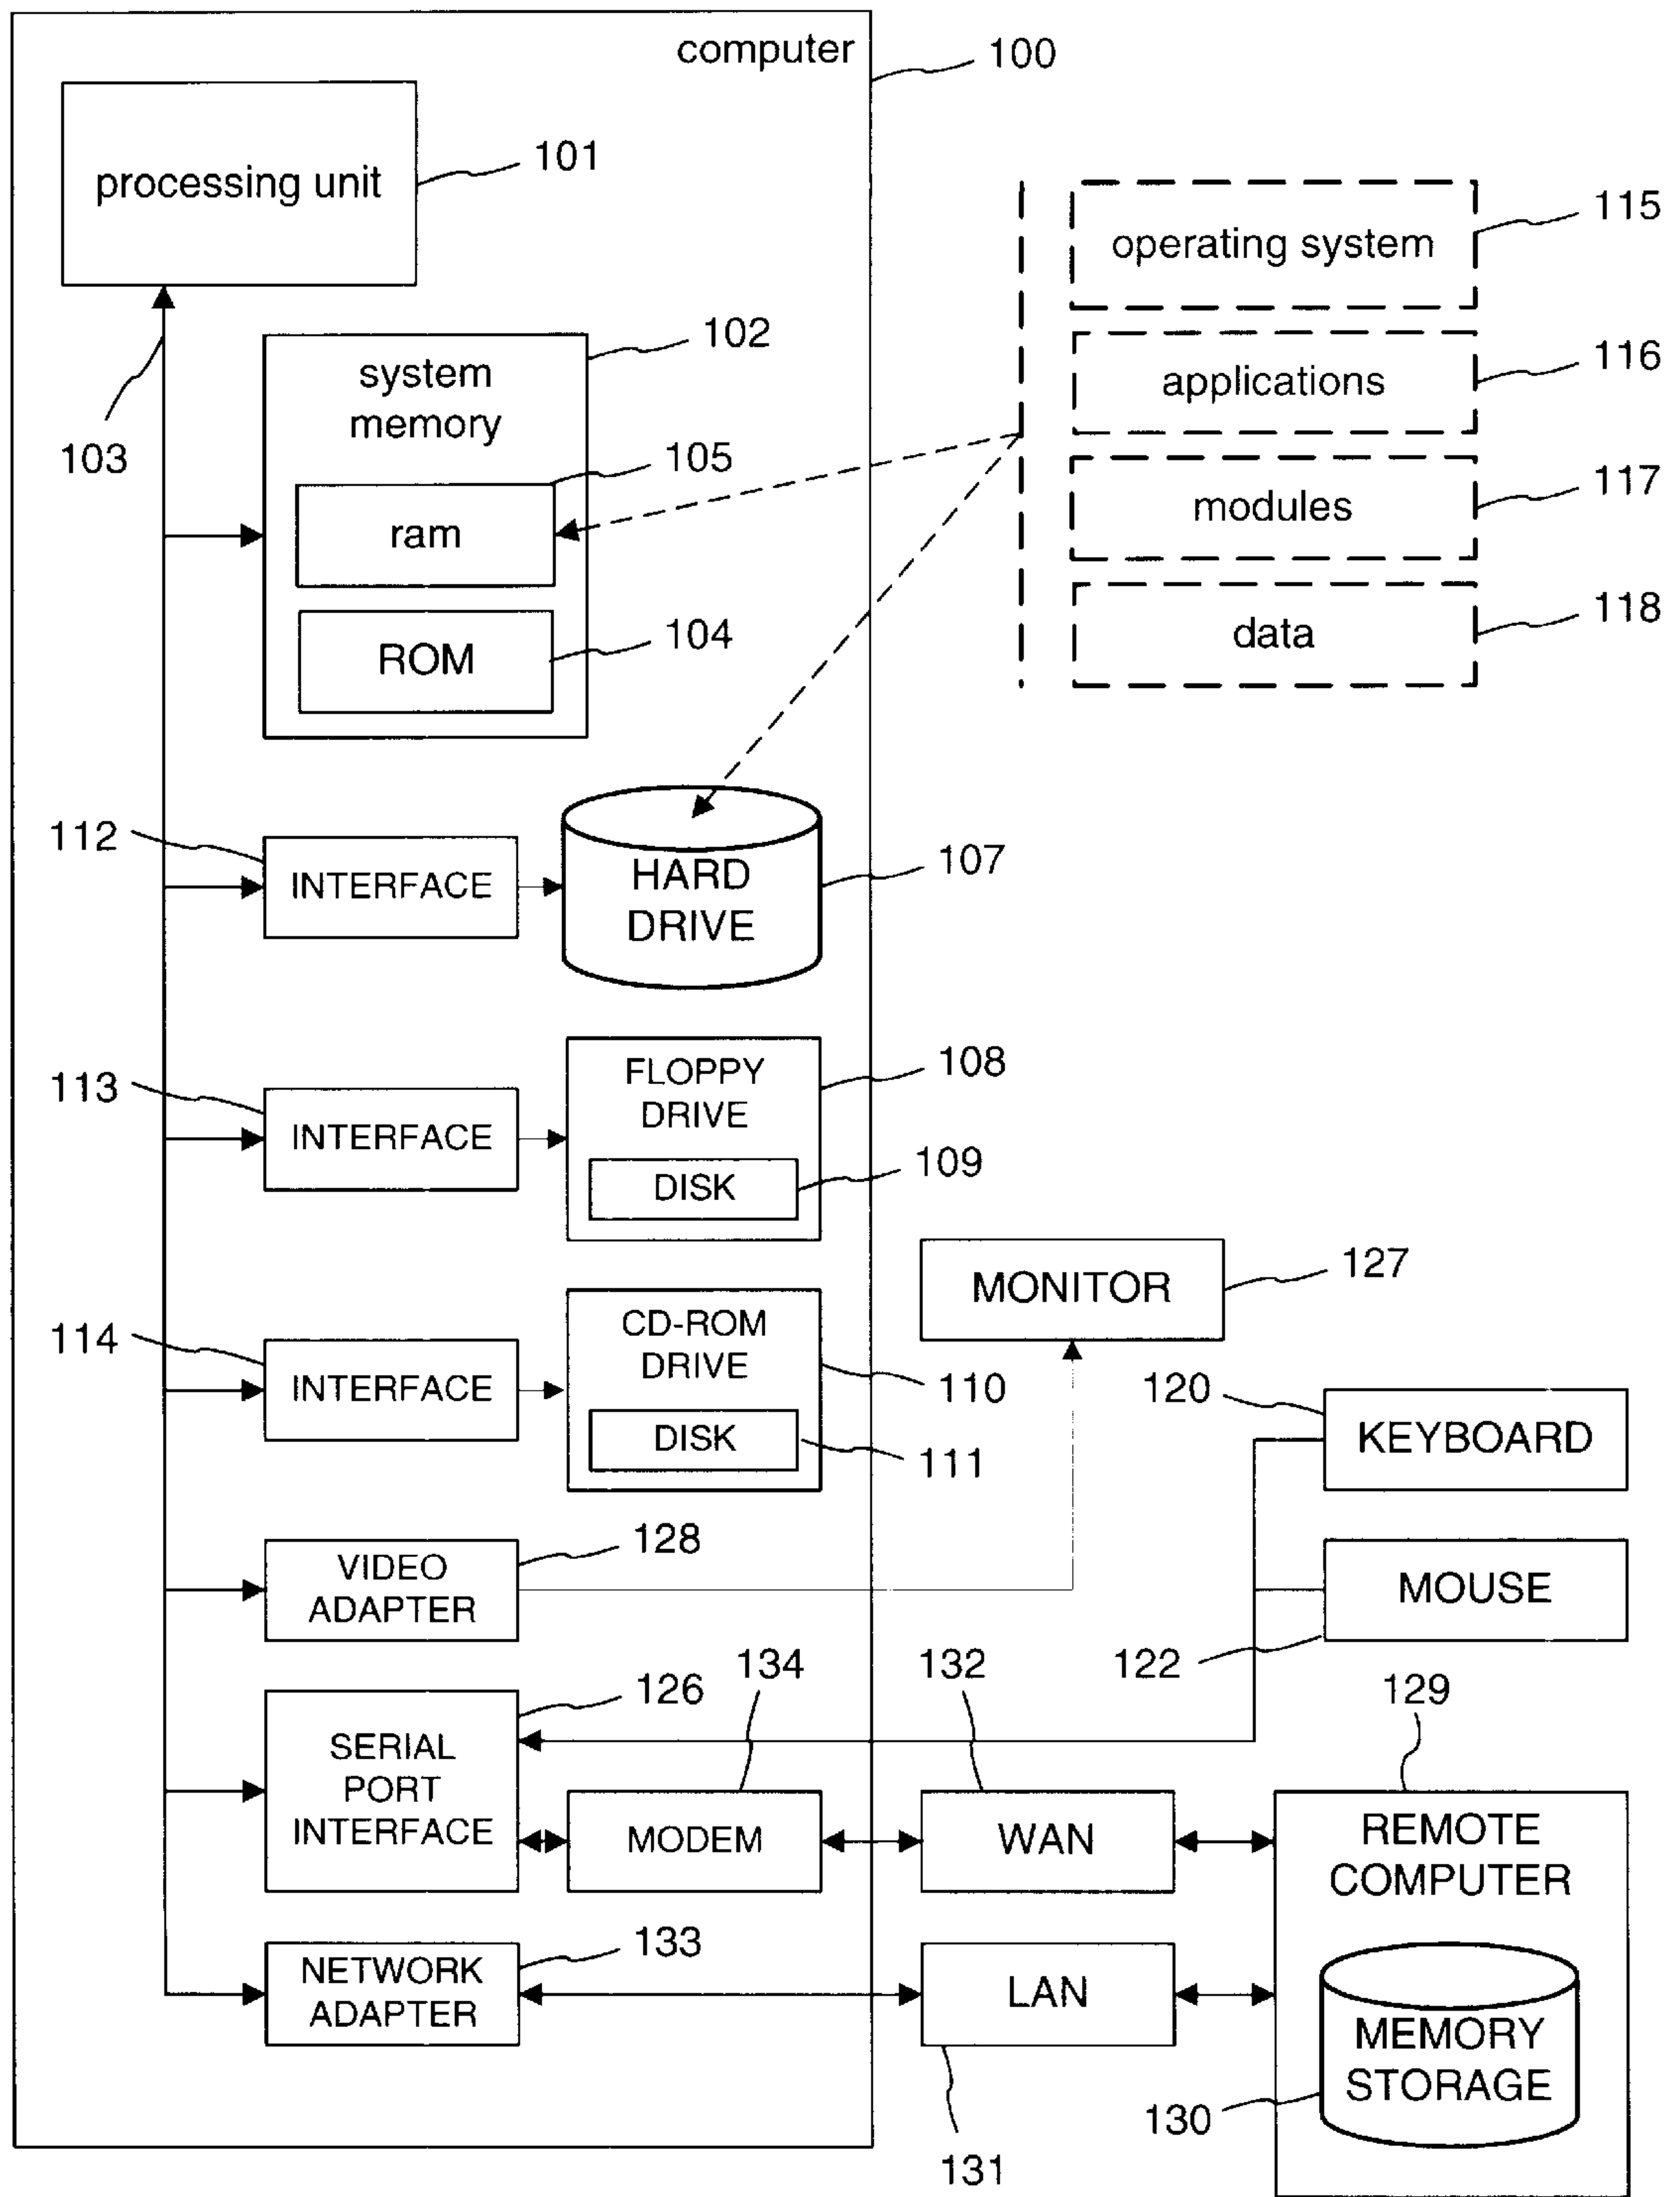 computer
100
processing unit
101
115
operating system
102
system
memory
116
applications
103
105
ram
117
modules
104
ROM
118
data
112
INTERFACE
HARD
DRIVE
107
113
INTERFACE
FLOPPY
DRIVE
108
DISK
109
MONITOR
127
114
INTERFACE
CD-ROM
DRIVE
110
DISK
111
120
KEYBOARD
128
VIDEO
ADAPTER
MOUSE
122
126
134
132
129
SERIAL
PORT
INTERFACE
MODEM
WAN
REMOTE
COMPUTER
133
NETWORK
ADAPTER
LAN
131
MEMORY
STORAGE
130